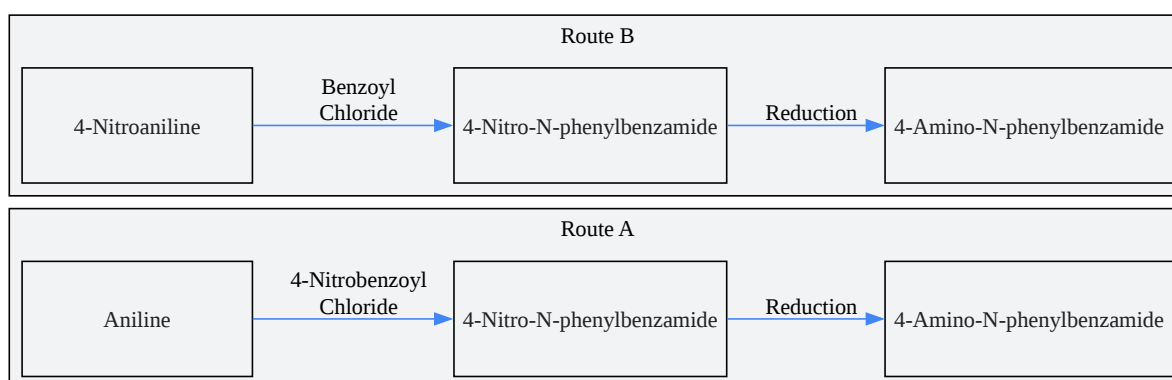 Route B
4-Nitroaniline
Benzoyl
Chloride
4-Nitro-N-phenylbenzamide
Reduction
4-Amino-N-phenylbenzamide
Route A
Aniline
4-Nitrobenzoyl
Chloride
4-Nitro-N-phenylbenzamide
Reduction
4-Amino-N-phenylbenzamide